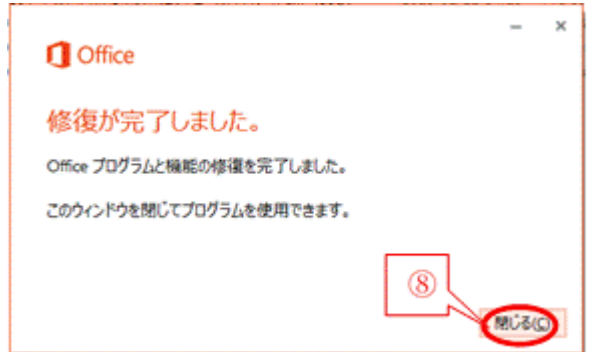 Office
修復が完了しました。
Office プログラムと機能の修復を完了しました。
このウィンドウを閉じてプログラムを使用できます。
⑧
閉じる(C)